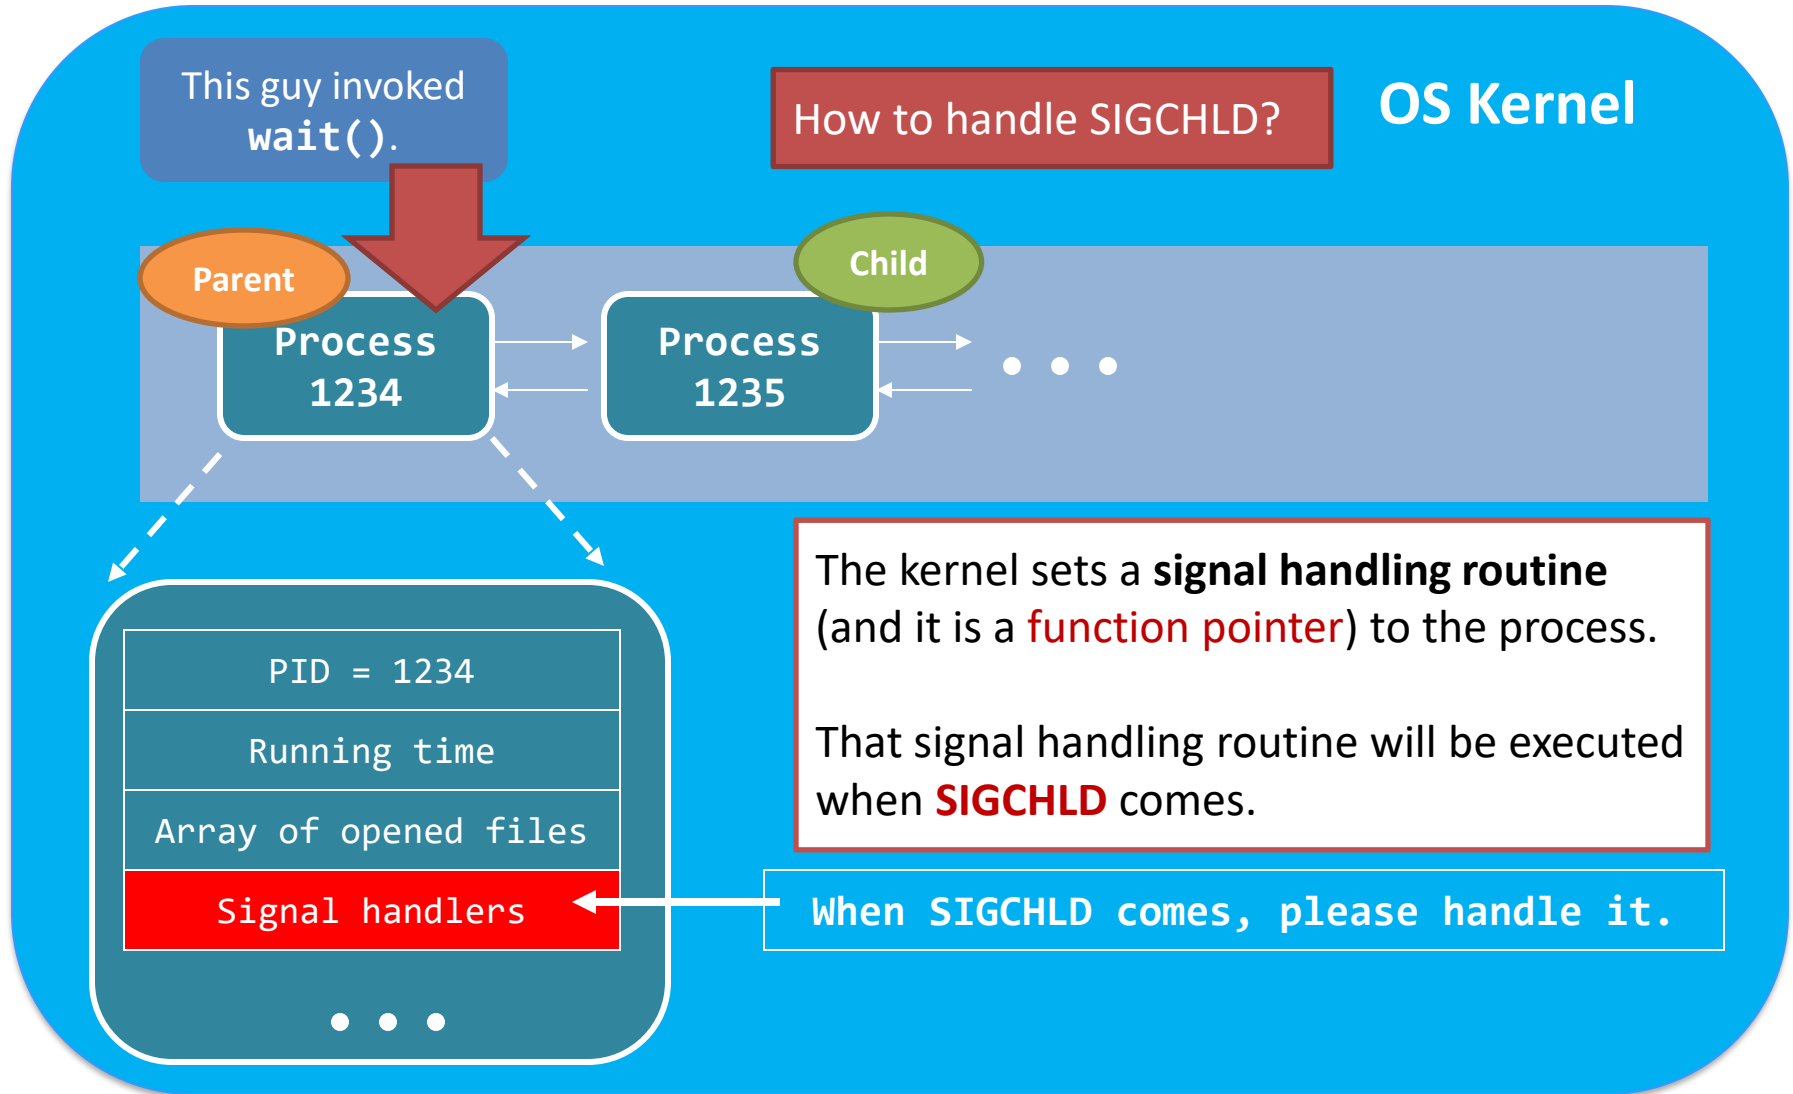 This guy invoked
wait().
How to handle SIGCHLD?
OS Kernel
Parent
Child
Process
1234
Process
1235
PID = 1234
Running time
Array of opened files
Signal handlers
The kernel sets a signal handling routine
(and it is a function pointer) to the process.
That signal handling routine will be executed
when SIGCHLD comes.
When SIGCHLD comes, please handle it.